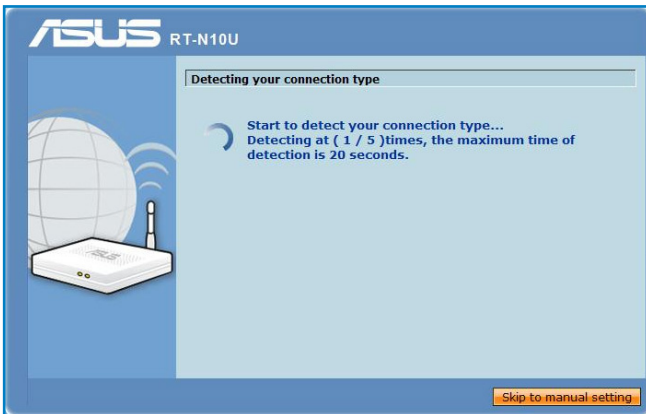 ASUS RT-N10U
Detecting your connection type
Start to detect your connection type...
Detecting at ( 1 / 5 )times, the maximum time of
detection is 20 seconds.
ASUS
Skip to manual setting